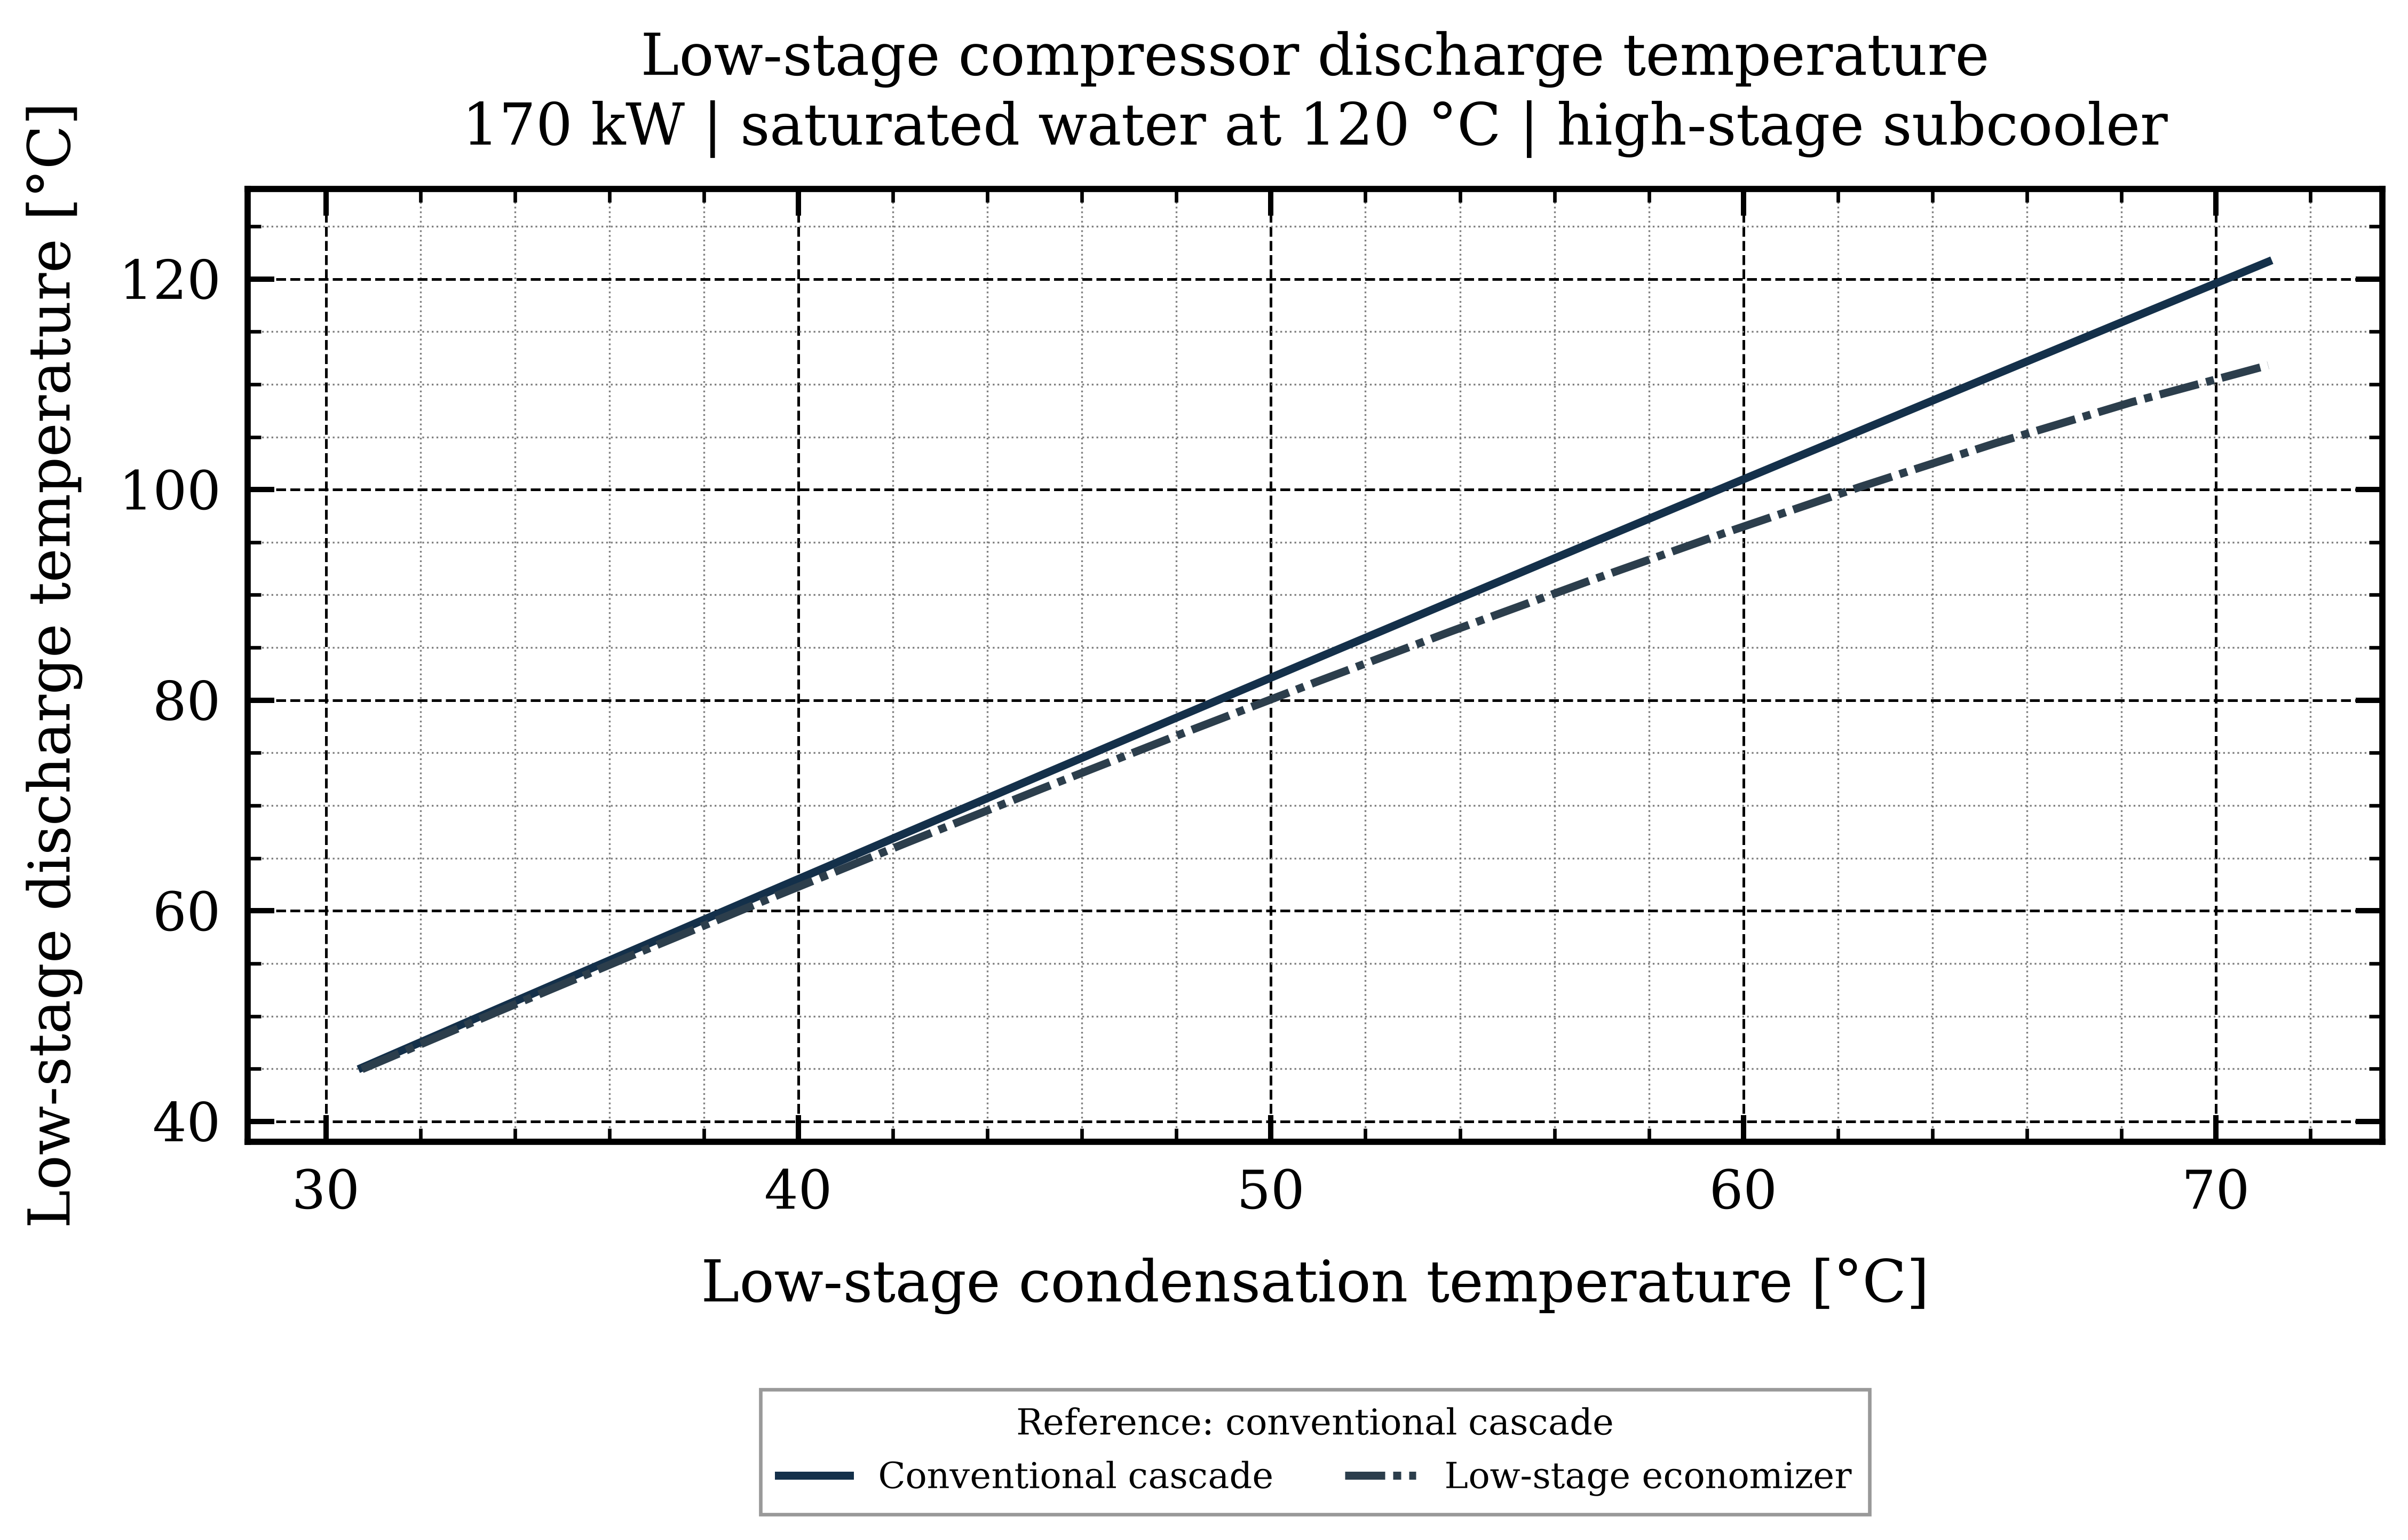 Low-stage compressor discharge temperature
170 kW | saturated water at 120 °C | high-stage subcooler
Low-stage discharge temperature [°C]
120
100
80
60
40
30
40
50
60
70
Low-stage condensation temperature [°C]
Reference: conventional cascade
Conventional cascade
Low-stage economizer